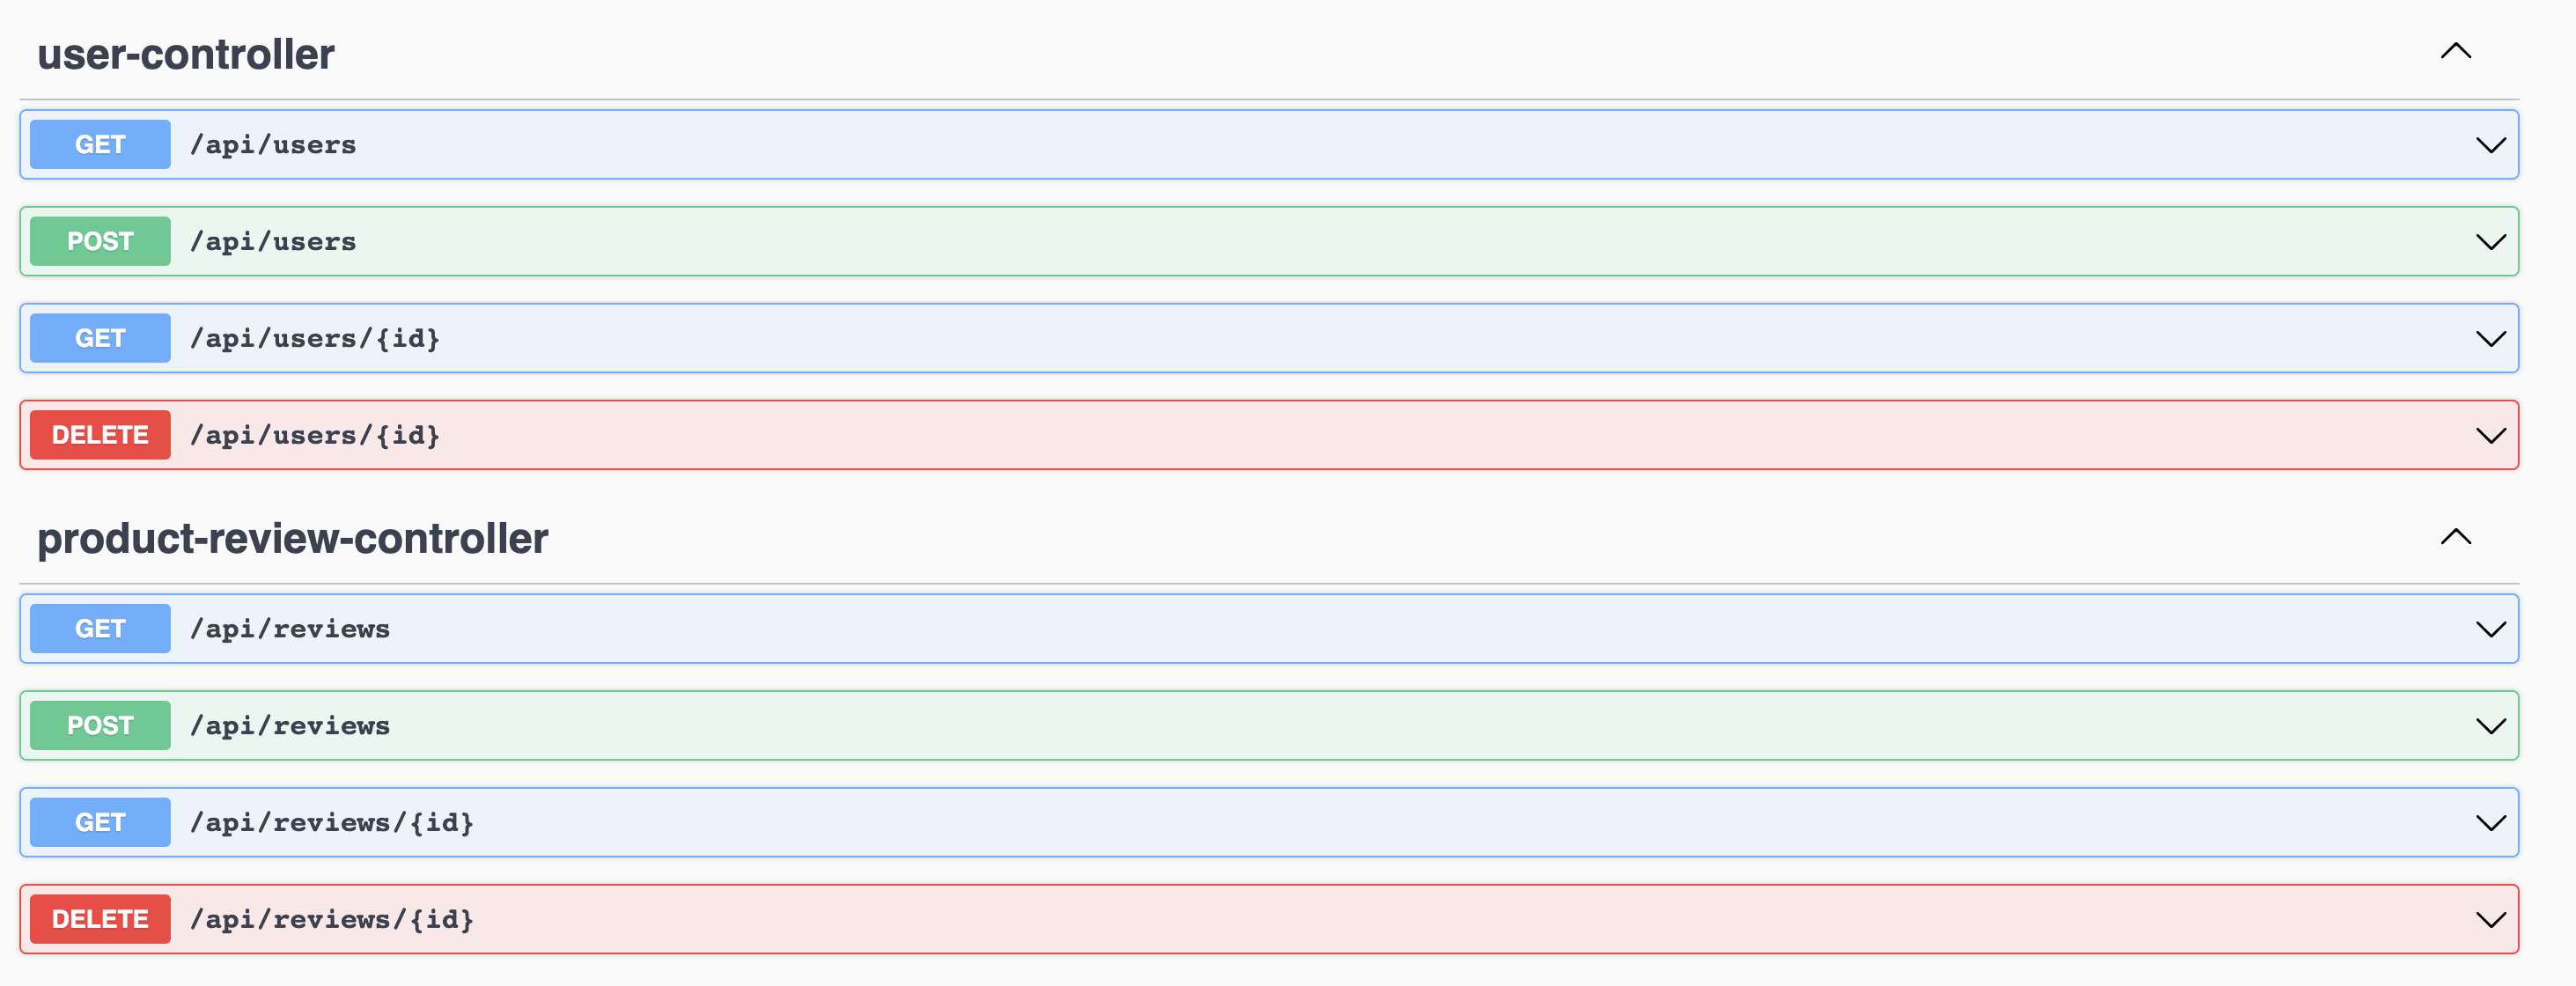 user-controller
GET /api/users
POST /api/users
GET /api/users/{id}
DELETE /api/users/{id}
product-review-controller
GET /api/reviews
POST /api/reviews
GET /api/reviews/{id}
DELETE /api/reviews/{id}